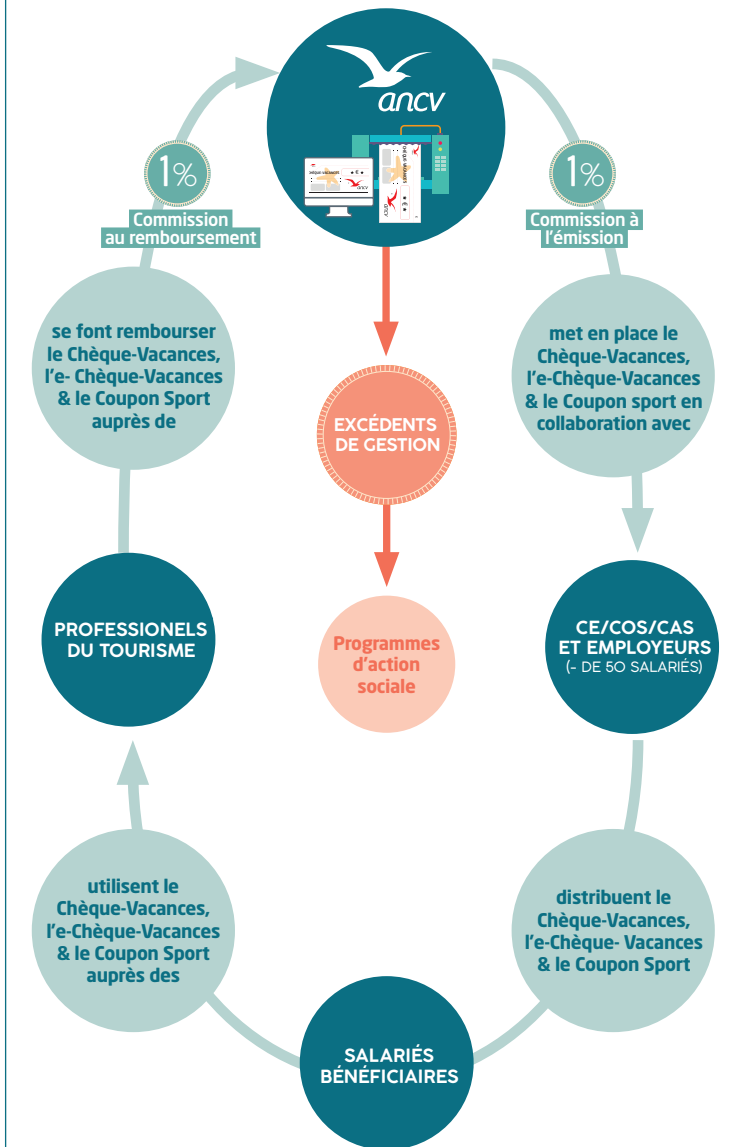 ancv
CHÈQUE-VACANCES
ancv
1%
Commission
au remboursement
1%
Commission à
l'émission
se font rembourser
le Chèque-Vacances,
l'e- Chèque-Vacances
& le Coupon Sport
auprès de
met en place le
Chèque-Vacances,
l'e-Chèque-Vacances
& le Coupon sport en
collaboration avec
EXCÉDENTS
DE GESTION
PROFESSIONELS
DU TOURISME
Programmes
d'action
sociale
CE/COS/CAS
ET EMPLOYEURS
(- DE 50 SALARIÉS)
utilisent le
Chèque-Vacances,
l'e-Chèque-Vacances
& le Coupon Sport
auprès des
distribuent le
Chèque-Vacances,
l'e-Chèque- Vacances
& le Coupon Sport
SALARIÉS
BÉNÉFICIAIRES